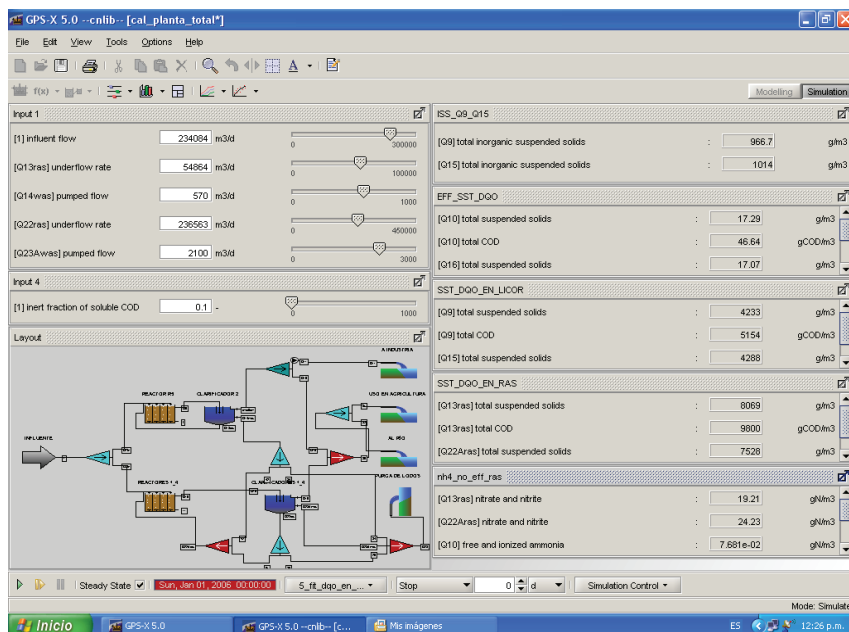 GPS-X 5.0 --cnlib-- [cal_planta_total*]
File Edit View Tools Options Help
f(x)
A
Modelling Simulation
Input 1
[1] influent flow 234084 m3/d 0 300000
[Q13ras] underflow rate 54864 m3/d 0 100000
[Q14was] pumped flow 570 m3/d 0 1000
[Q22ras] underflow rate 236563 m3/d 0 450000
[Q23Awas] pumped flow 2100 m3/d 0 3000
Input 4
[1] inert fraction of soluble COD 0.1 - 0 1000
Layout
A INDUSTRIA
REACTOR P5 CLARIFICADOR 2 USO EN AGRICULTURA
INFLUENTE AL RIO
REACTORES 1_4 CLARIFICADORES 1_4 PURGA DE LODOS
ISS_Q9_Q15
[Q9] total inorganic suspended solids : 966.7 g/m3
[Q15] total inorganic suspended solids : 1014 g/m3
EFF_SST_DQO
[Q10] total suspended solids : 17.29 g/m3
[Q10] total COD : 46.64 gCOD/m3
[Q16] total suspended solids : 17.07 g/m3
SST_DQO_EN_LICOR
[Q9] total suspended solids : 4233 g/m3
[Q9] total COD : 5154 gCOD/m3
[Q15] total suspended solids : 4288 g/m3
SST_DQO_EN_RAS
[Q13ras] total suspended solids : 8069 g/m3
[Q13ras] total COD : 9800 gCOD/m3
[Q22Aras] total suspended solids : 7528 g/m3
nh4_no_eff_ras
[Q13ras] nitrate and nitrite : 19.21 gN/m3
[Q22Aras] nitrate and nitrite : 24.23 gN/m3
[Q10] free and ionized ammonia : 7.681e-02 gN/m3
Steady State Sun, Jan 01, 2006 00:00:00 5_fit_dqo_en_... Stop 0 d Simulation Control
Mode: Simulate
Inicio GPS-X 5.0 GPS-X 5.0 --cnlib-- [c... Mis imágenes ES 12:26 p.m.